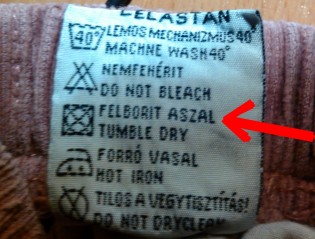 ELASTAN
40° LEMOS MECHANIZMUS 40°
MACHNE WASH 40°
NEMFEHÉRIT
DO NOT BLEACH
FELBORIT ASZAL
TUMBLE DRY
FORRÓ VASAL
HOT IRON
TILOS A VEGYTISZTÍTÁS!
DO NOT DRYCLEAN